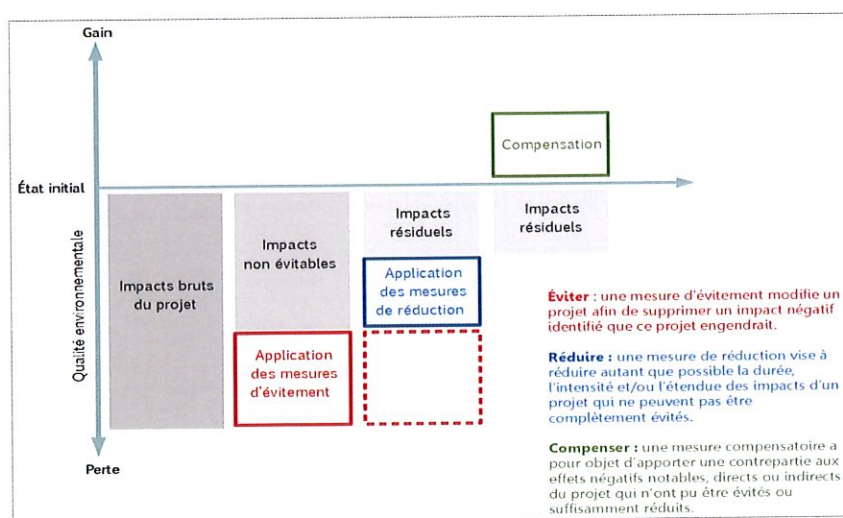 Gain
Compensation
État initial
Qualité environnementale
Impacts bruts
du projet
Impacts
non évitables
Application
des mesures
d'évitement
Impacts
résiduels
Application
des mesures
de réduction
Impacts
résiduels
Perte
Éviter : une mesure d'évitement modifie un
projet afin de supprimer un impact négatif
identifié que ce projet engendrait.
Réduire : une mesure de réduction vise à
réduire autant que possible la durée,
l'intensité et/ou l'étendue des impacts d'un
projet qui ne peuvent pas être
complètement évités.
Compenser : une mesure compensatoire a
pour objet d'apporter une contrepartie aux
effets négatifs notables, directs ou indirects
du projet qui n'ont pu être évités ou
suffisamment réduits.